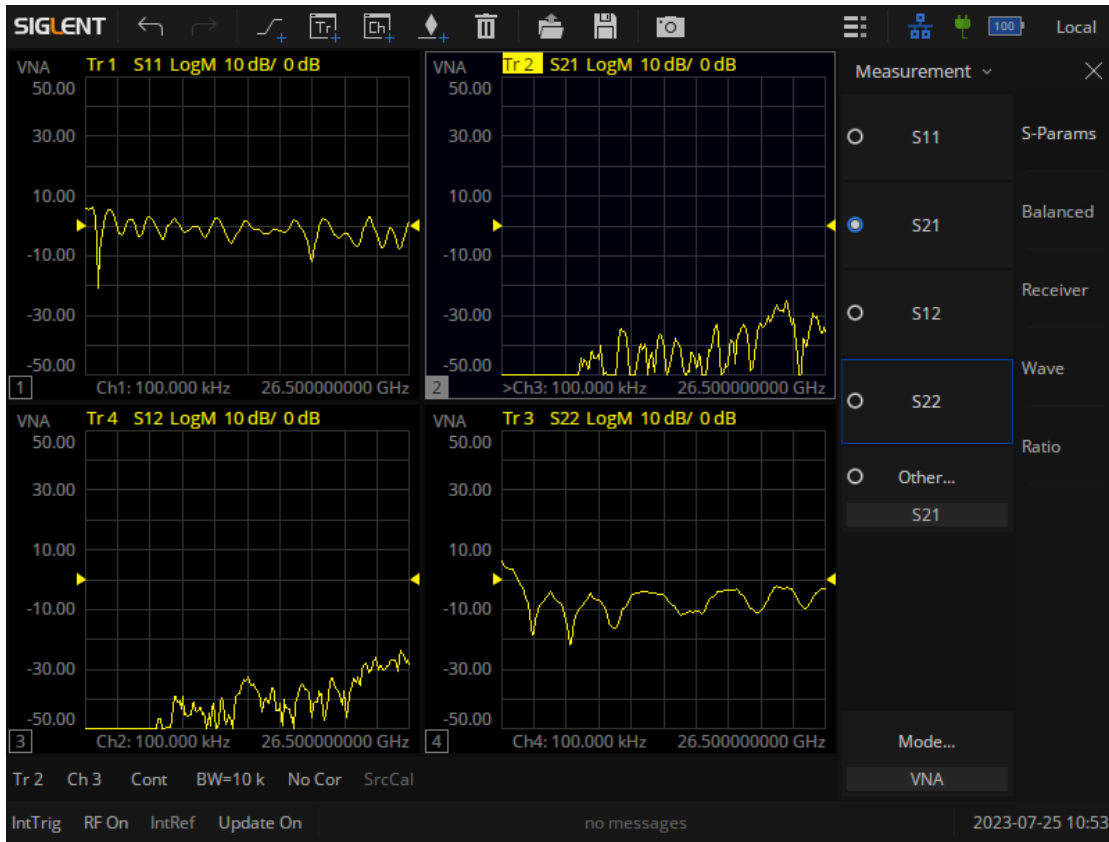 SIGLENT Tr Ch 100 Local
VNA Tr 1 S11 LogM 10 dB/ 0 dB
50.00
30.00
10.00
-10.00
-30.00
-50.00
1 Ch1: 100.000 kHz 26.500000000 GHz
VNA Tr 2 S21 LogM 10 dB/ 0 dB
50.00
30.00
10.00
-10.00
-30.00
-50.00
2 >Ch3: 100.000 kHz 26.500000000 GHz
VNA Tr 4 S12 LogM 10 dB/ 0 dB
50.00
30.00
10.00
-10.00
-30.00
-50.00
3 Ch2: 100.000 kHz 26.500000000 GHz
VNA Tr 3 S22 LogM 10 dB/ 0 dB
50.00
30.00
10.00
-10.00
-30.00
-50.00
4 Ch4: 100.000 kHz 26.500000000 GHz
Measurement
S11
S21
S12
S22
Other...
S21
Mode...
VNA
S-Params
Balanced
Receiver
Wave
Ratio
Tr 2 Ch 3 Cont BW=10 k No Cor SrcCal
IntTrig RF On IntRef Update On no messages 2023-07-25 10:53